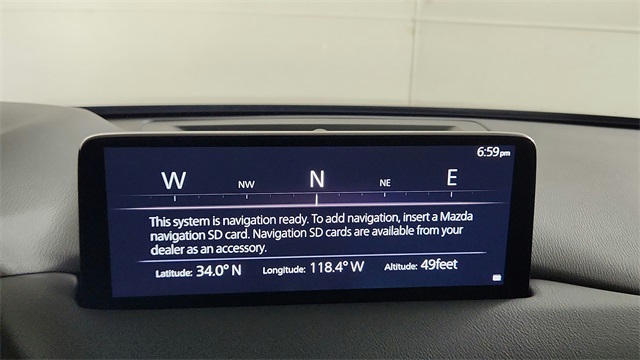 6:59pm
W NW N NE E
This system is navigation ready. To add navigation, insert a Mazda
navigation SD card. Navigation SD cards are available from your
dealer as an accessory.
Latitude: 34.0° N Longitude: 118.4° W Altitude: 49feet